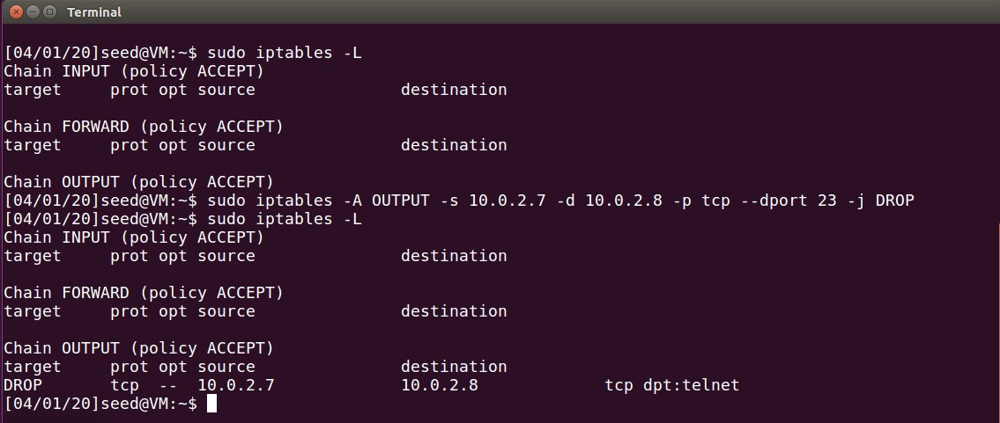 Terminal
[04/01/20]seed@VM:~$ sudo iptables -L
Chain INPUT (policy ACCEPT)
target     prot opt source               destination

Chain FORWARD (policy ACCEPT)
target     prot opt source               destination

Chain OUTPUT (policy ACCEPT)
[04/01/20]seed@VM:~$ sudo iptables -A OUTPUT -s 10.0.2.7 -d 10.0.2.8 -p tcp --dport 23 -j DROP
[04/01/20]seed@VM:~$ sudo iptables -L
Chain INPUT (policy ACCEPT)
target     prot opt source               destination

Chain FORWARD (policy ACCEPT)
target     prot opt source               destination

Chain OUTPUT (policy ACCEPT)
target     prot opt source               destination
DROP       tcp  --  10.0.2.7             10.0.2.8             tcp dpt:telnet
[04/01/20]seed@VM:~$